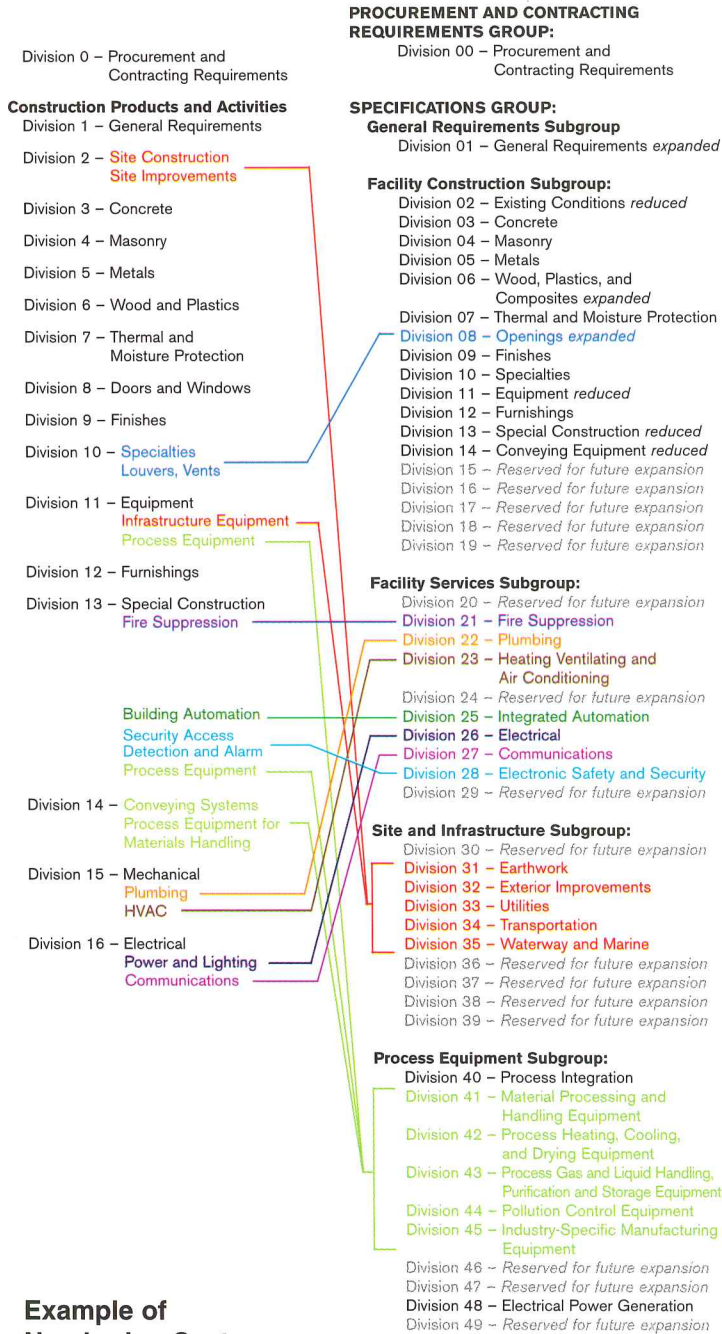 Division 0 – Procurement and
Contracting Requirements
Construction Products and Activities
Division 1 – General Requirements
Division 2 – Site Construction
Site Improvements
Division 3 – Concrete
Division 4 – Masonry
Division 5 – Metals
Division 6 – Wood and Plastics
Division 7 – Thermal and
Moisture Protection
Division 8 – Doors and Windows
Division 9 – Finishes
Division 10 – Specialties
Louvers, Vents
Division 11 – Equipment
Infrastructure Equipment
Process Equipment
Division 12 – Furnishings
Division 13 – Special Construction
Fire Suppression
Building Automation
Security Access
Detection and Alarm
Process Equipment
Division 14 – Conveying Systems
Process Equipment for
Materials Handling
Division 15 – Mechanical
Plumbing
HVAC
Division 16 – Electrical
Power and Lighting
Communications
PROCUREMENT AND CONTRACTING
REQUIREMENTS GROUP:
Division 00 – Procurement and
Contracting Requirements
SPECIFICATIONS GROUP:
General Requirements Subgroup
Division 01 – General Requirements expanded
Facility Construction Subgroup:
Division 02 – Existing Conditions reduced
Division 03 – Concrete
Division 04 – Masonry
Division 05 – Metals
Division 06 – Wood, Plastics, and
Composites expanded
Division 07 – Thermal and Moisture Protection
Division 08 – Openings expanded
Division 09 – Finishes
Division 10 – Specialties
Division 11 – Equipment reduced
Division 12 – Furnishings
Division 13 – Special Construction reduced
Division 14 – Conveying Equipment reduced
Division 15 – Reserved for future expansion
Division 16 – Reserved for future expansion
Division 17 – Reserved for future expansion
Division 18 – Reserved for future expansion
Division 19 – Reserved for future expansion
Facility Services Subgroup:
Division 20 – Reserved for future expansion
Division 21 – Fire Suppression
Division 22 – Plumbing
Division 23 – Heating Ventilating and
Air Conditioning
Division 24 – Reserved for future expansion
Division 25 – Integrated Automation
Division 26 – Electrical
Division 27 – Communications
Division 28 – Electronic Safety and Security
Division 29 – Reserved for future expansion
Site and Infrastructure Subgroup:
Division 30 – Reserved for future expansion
Division 31 – Earthwork
Division 32 – Exterior Improvements
Division 33 – Utilities
Division 34 – Transportation
Division 35 – Waterway and Marine
Division 36 – Reserved for future expansion
Division 37 – Reserved for future expansion
Division 38 – Reserved for future expansion
Division 39 – Reserved for future expansion
Process Equipment Subgroup:
Division 40 – Process Integration
Division 41 – Material Processing and
Handling Equipment
Division 42 – Process Heating, Cooling,
and Drying Equipment
Division 43 – Process Gas and Liquid Handling,
Purification and Storage Equipment
Division 44 – Pollution Control Equipment
Division 45 – Industry-Specific Manufacturing
Equipment
Division 46 – Reserved for future expansion
Division 47 – Reserved for future expansion
Division 48 – Electrical Power Generation
Division 49 – Reserved for future expansion
Example of